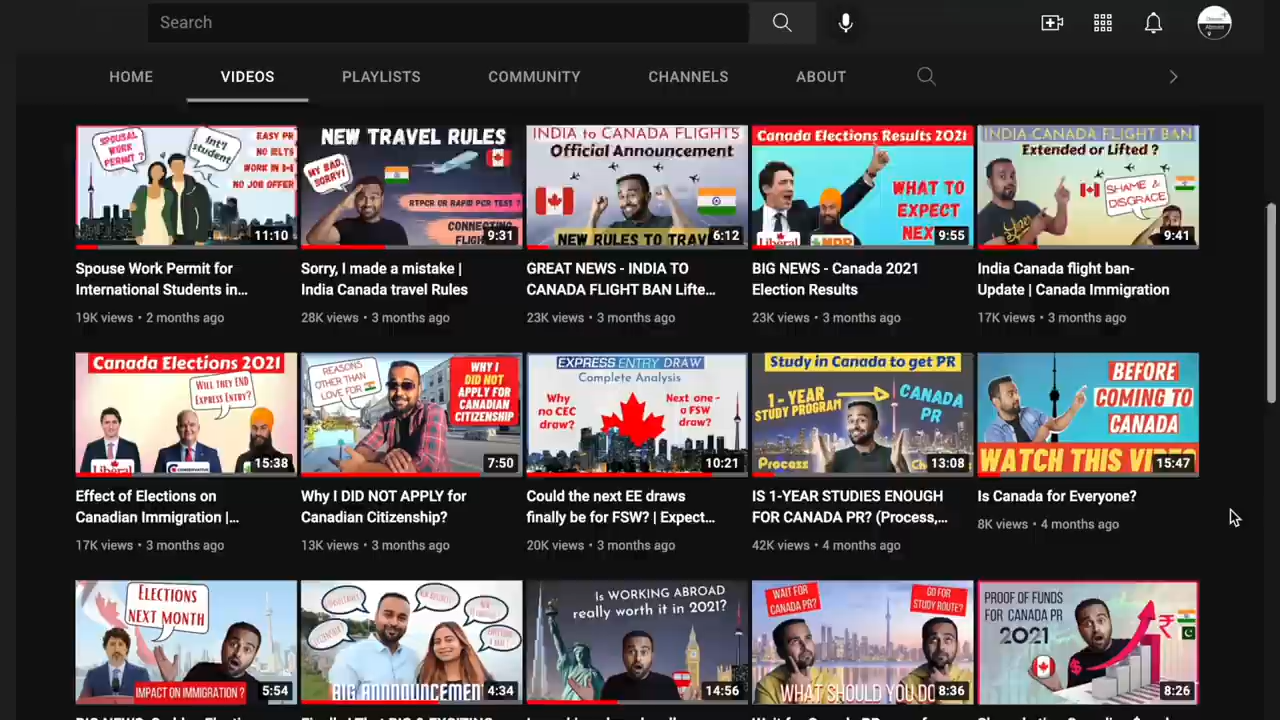 Search
HOME
VIDEOS
PLAYLISTS
COMMUNITY
CHANNELS
ABOUT
SPOUSAL
WORK
PERMIT ?
Int'l
student
EASY PR
NO IELTS
NO JOB OFFER
11:10
NEW TRAVEL RULES
MY BAD,
SORRY!
RTPCR OR RAPID PCR TEST ?
9:31
INDIA to CANADA FLIGHTS
Official Announcement
NEW RULES TO TRAV
6:12
Canada Elections Results 2021
WHAT TO
EXPECT
NEX
Liberal
NDP
9:55
INDIA-CANADA FLIGHT BAN
Extended or Lifted ?
SHAME &
DISGRACE
9:41
Spouse Work Permit for
International Students in...
19K views • 2 months ago
Sorry, I made a mistake |
India Canada travel Rules
28K views • 3 months ago
GREAT NEWS - INDIA TO
CANADA FLIGHT BAN Lifte...
23K views • 3 months ago
BIG NEWS - Canada 2021
Election Results
23K views • 3 months ago
India Canada flight ban-
Update | Canada Immigration
17K views • 3 months ago
Canada Elections 2021
WILL THEY END
EXPRESS ENTRY?
Liberal
CONSERVATIVE
15:38
REASONS
OTHER THAN
LOVE FOR
WHY I
DID NOT
APPLY FOR
CANADIAN
CITIZENSHIP?
7:50
EXPRESS ENTRY DRAW
Complete Analysis
Why
no CEC
draw?
Next one -
a FSW
draw?
10:21
Study in Canada to get PR
1 - YEAR
STUDY PROGRAM
CANADA
PR
Process
13:08
BEFORE
COMING TO
CANADA
WATCH THIS VIDEO
15:47
Effect of Elections on
Canadian Immigration |...
17K views • 3 months ago
Why I DID NOT APPLY for
Canadian Citizenship?
13K views • 3 months ago
Could the next EE draws
finally be for FSW? | Expect...
20K views • 3 months ago
IS 1-YEAR STUDIES ENOUGH
FOR CANADA PR? (Process,...
42K views • 4 months ago
Is Canada for Everyone?
8K views • 4 months ago
ELECTIONS
NEXT MONTH
IMPACT ON IMMIGRATION ?
5:54
BIG ANNNOUNCEMEN
4:34
Is WORKING ABROAD
really worth it in 2021?
14:56
WAIT FOR
CANADA PR?
GO FOR
STUDY ROUTE?
WHAT SHOULD YOU DO
8:36
PROOF OF FUNDS
FOR CANADA PR
2021
$
₹
8:26